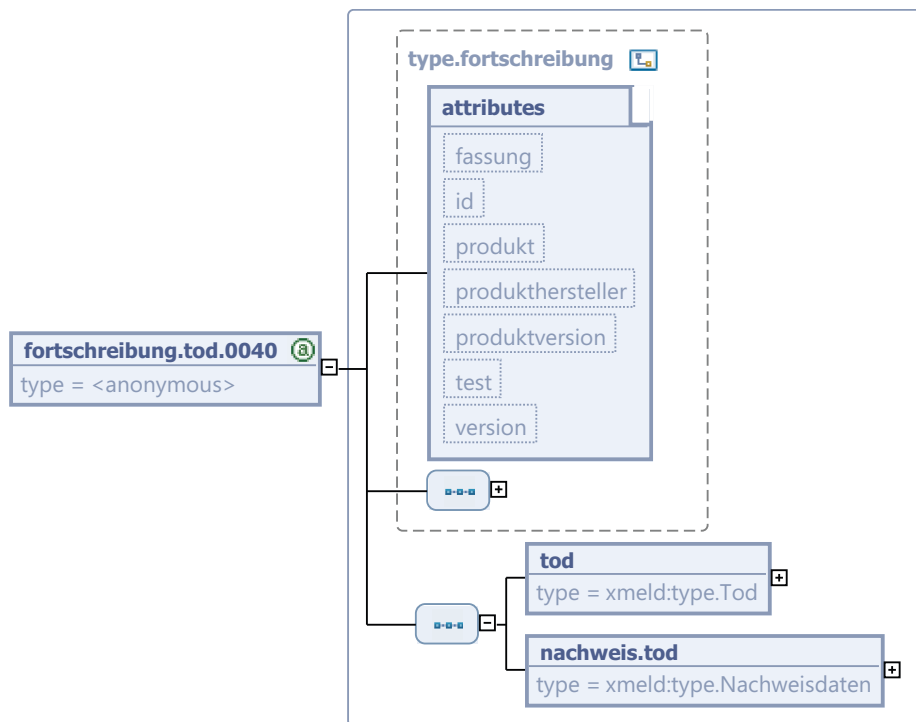 type.fortschreibung
attributes
fassung
id
produkt
produkthersteller
produktversion
test
version
fortschreibung.tod.0040
type = <anonymous>
tod
type = xmeld:type.Tod
nachweis.tod
type = xmeld:type.Nachweisdaten